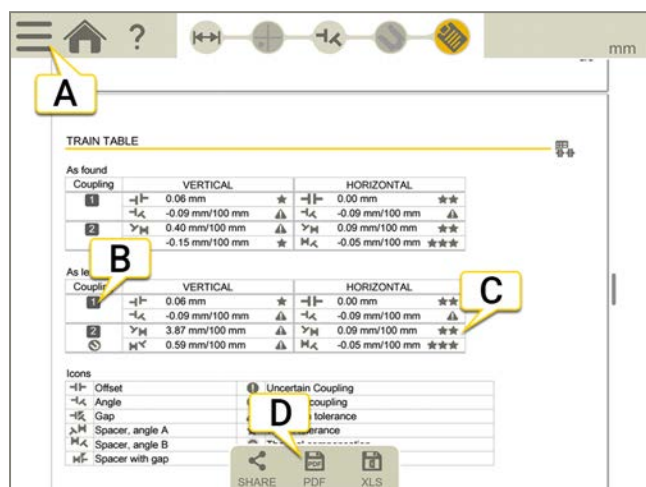 ?
mm
A
TRAIN TABLE
As found
Coupling VERTICAL HORIZONTAL
1 0.06 mm 0.00 mm
-0.09 mm/100 mm -0.09 mm/100 mm
2 0.40 mm/100 mm 0.09 mm/100 mm
-0.15 mm/100 mm -0.05 mm/100 mm
B
C
As le
VERTICAL HORIZONTAL
1 0.06 mm 0.00 mm
-0.09 mm/100 mm -0.09 mm/100 mm
2 3.87 mm/100 mm 0.09 mm/100 mm
0.59 mm/100 mm -0.05 mm/100 mm
Icons
Offset Uncertain Coupling
Angle coupling
Gap tolerance
Spacer, angle A erance
Spacer, angle B
Spacer with gap
D
SHARE PDF XLS